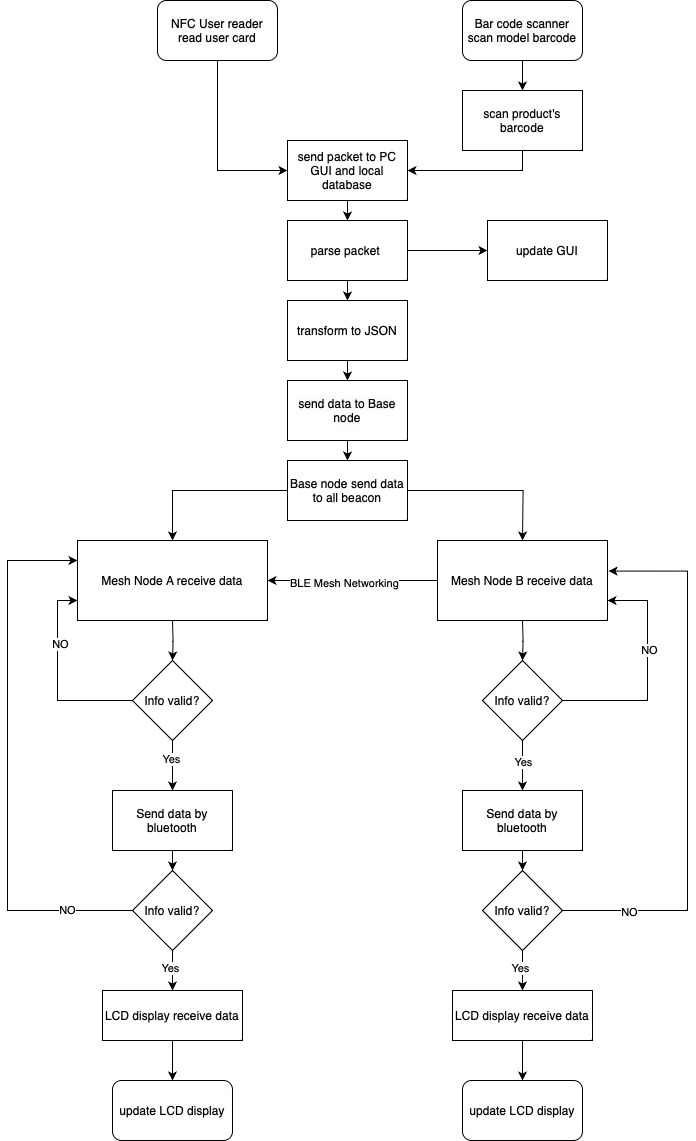 NFC User reader
read user card
Bar code scanner
scan model barcode
scan product's
barcode
send packet to PC
GUI and local
database
parse packet
update GUI
transform to JSON
send data to Base
node
Base node send data
to all beacon
Mesh Node A receive data
BLE Mesh Networking
Mesh Node B receive data
NO
NO
Info valid?
Info valid?
Yes
Yes
Send data by
bluetooth
Send data by
bluetooth
NO
Info valid?
Info valid?
NO
Yes
Yes
LCD display receive data
LCD display receive data
update LCD display
update LCD display